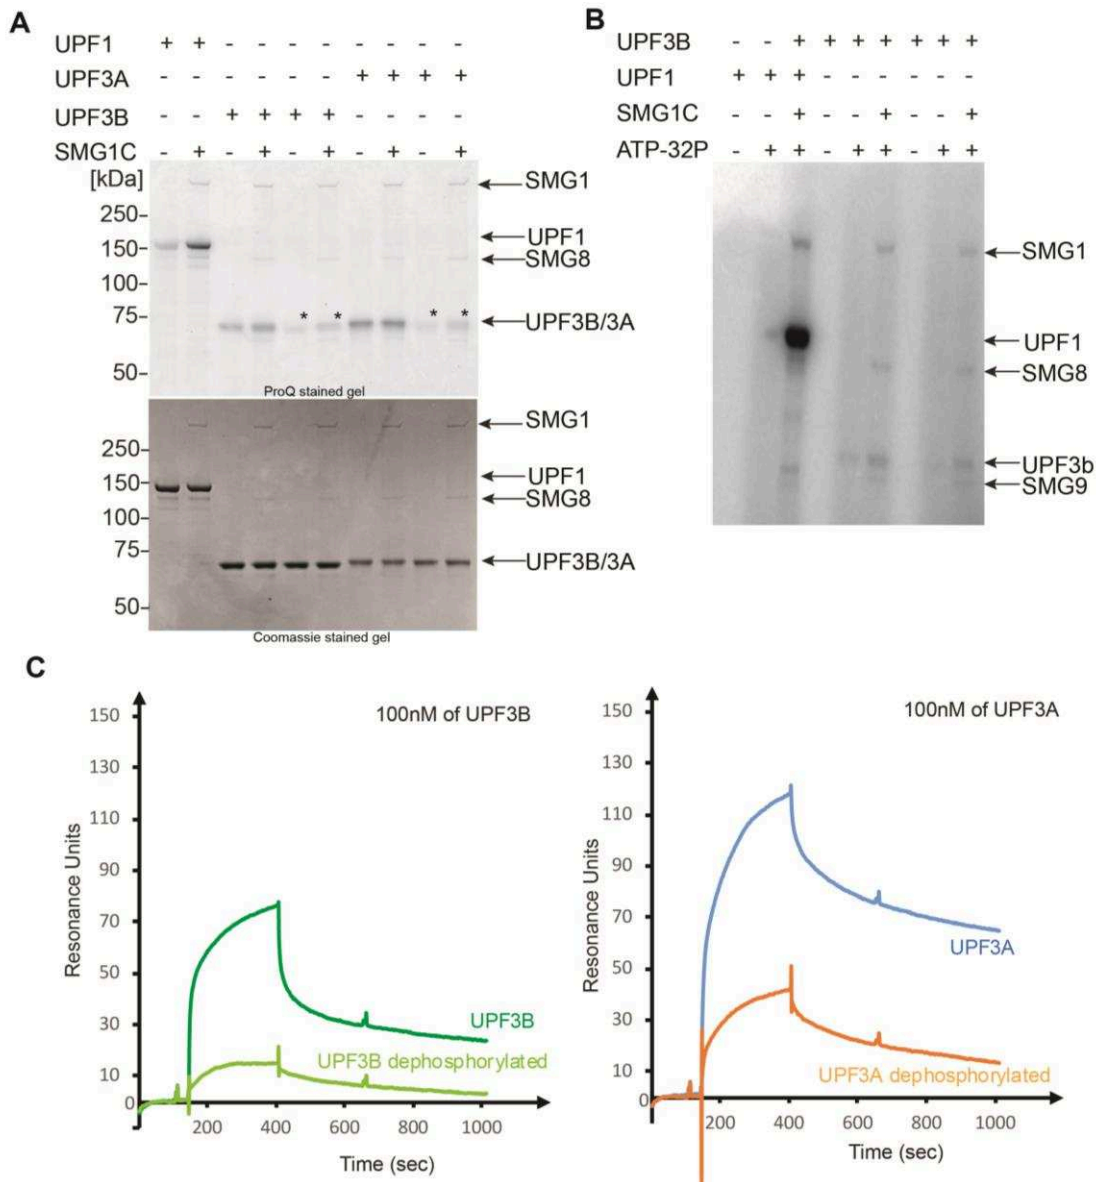 A
UPF1 + + - - - - - - - -
UPF3A - - - - - - + + + +
UPF3B - - + + + + - - - -
SMG1C - + - + - + - + - +
[kDa]
SMG1
250-
UPF1
150-
SMG8
100-
75-
* * * *
UPF3B/3A
50-
ProQ stained gel
SMG1
250-
UPF1
150-
SMG8
100-
75-
UPF3B/3A
50-
Coomassie stained gel
B
UPF3B - - + + + + + + +
UPF1 + + + - - - - - -
SMG1C - - + - - + - - +
ATP-32P - + + - + + - + +
SMG1
UPF1
SMG8
UPF3b
SMG9
C
100nM of UPF3B
150
130
110
90
70
50
30
10
0
Resonance Units
UPF3B
UPF3B dephosphorylated
200 400 600 800 1000
Time (sec)
100nM of UPF3A
150
130
110
90
70
50
30
10
0
Resonance Units
UPF3A
UPF3A dephosphorylated
200 400 600 800 1000
Time (sec)